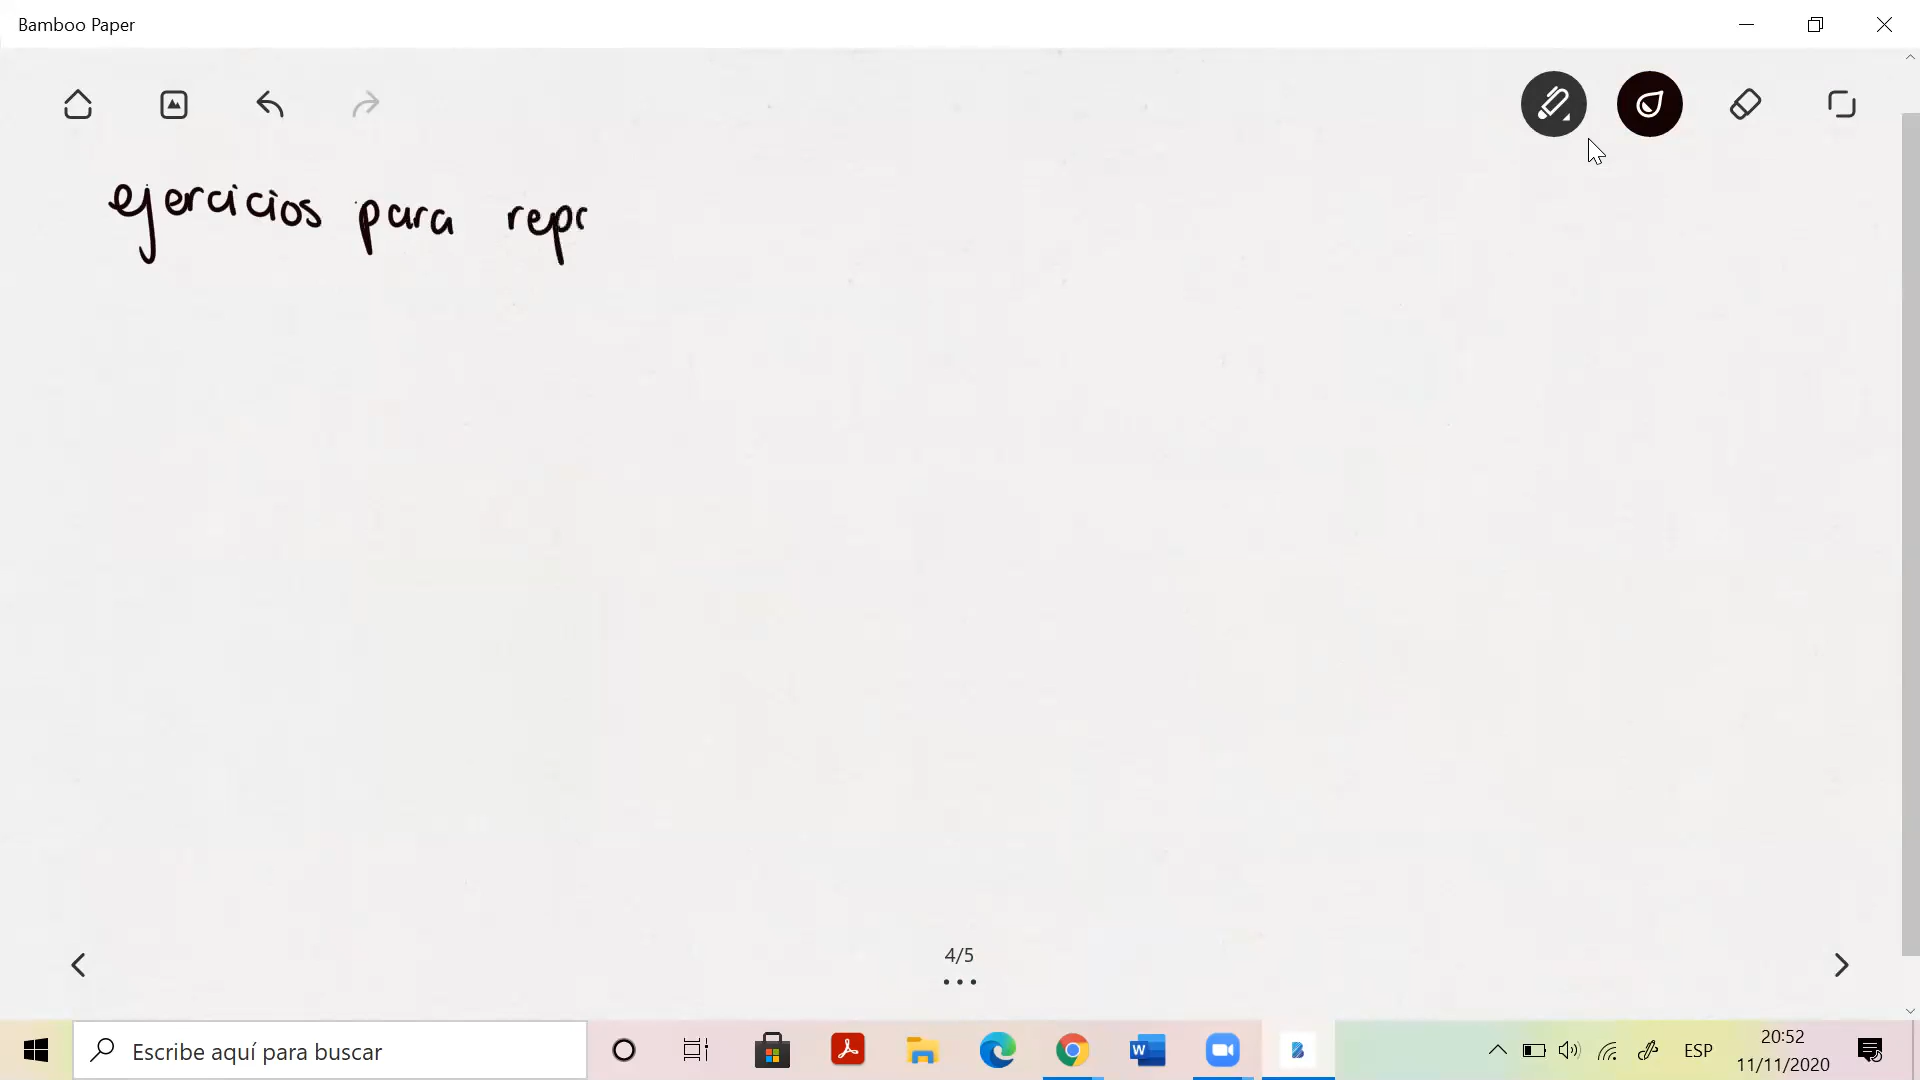 Bamboo Paper
ejercicios para repr
4/5
Escribe aquí para buscar
ESP
20:52
11/11/2020